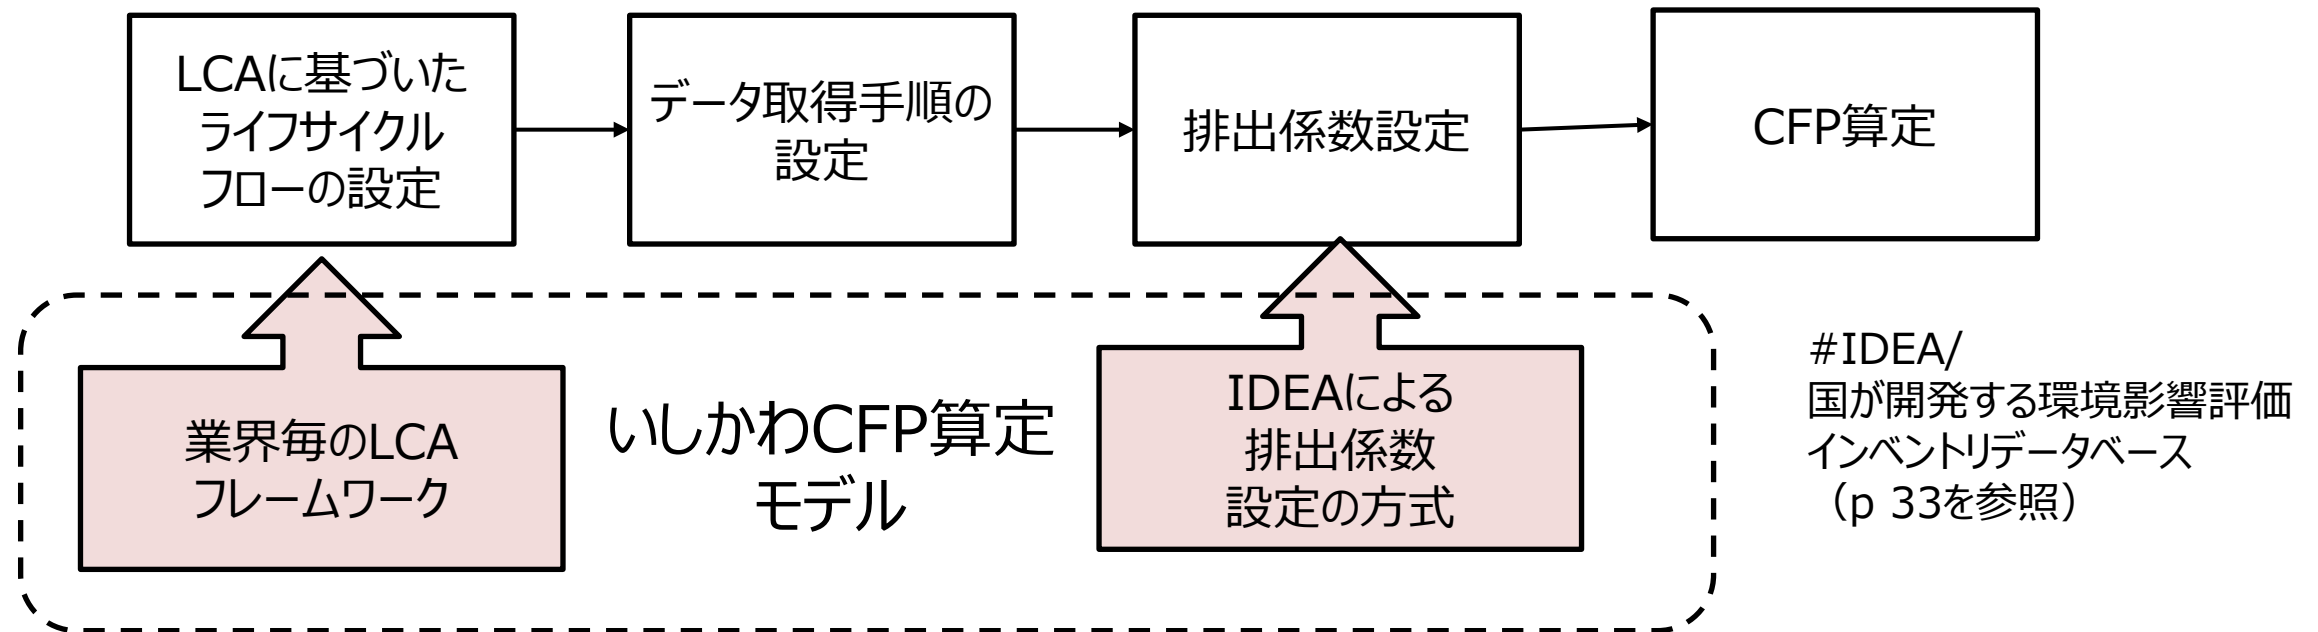 LCAに基づいた
ライフサイクル
フローの設定
データ取得手順の
設定
排出係数設定
CFP算定
業界毎のLCA
フレームワーク
いしかわCFP算定
モデル
IDEAによる
排出係数
設定の方式
#IDEA/
国が開発する環境影響評価
インベントリデータベース
（p 33を参照）